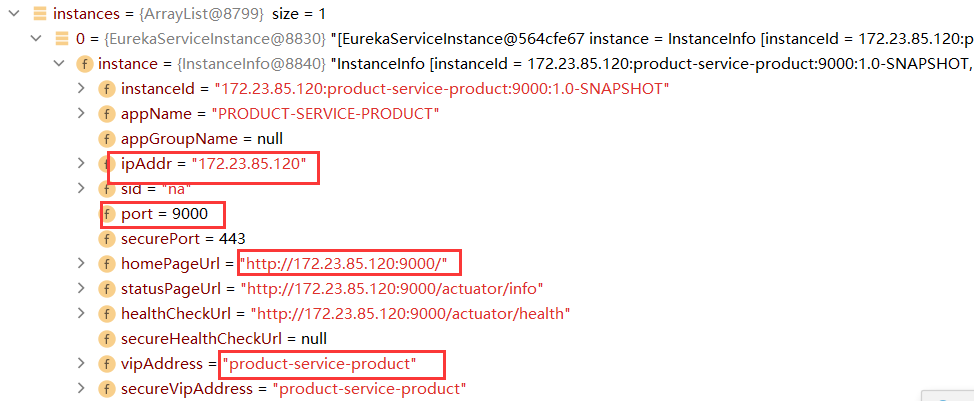 instances = {ArrayList@8799} size = 1
0 = {EurekaServiceInstance@8830} "[EurekaServiceInstance@564cfe67 instance = InstanceInfo [instanceId = 172.23.85.120:p
f instance = {InstanceInfo@8840} "InstanceInfo [instanceId = 172.23.85.120:product-service-product:9000:1.0-SNAPSHOT,
f instanceId = "172.23.85.120:product-service-product:9000:1.0-SNAPSHOT"
f appName = "PRODUCT-SERVICE-PRODUCT"
f appGroupName = null
f ipAddr = "172.23.85.120"
f sid = "na"
f port = 9000
f securePort = 443
f homePageUrl = "http://172.23.85.120:9000/"
f statusPageUrl = "http://172.23.85.120:9000/actuator/info"
f healthCheckUrl = "http://172.23.85.120:9000/actuator/health"
f secureHealthCheckUrl = null
f vipAddress = "product-service-product"
f secureVipAddress = "product-service-product"